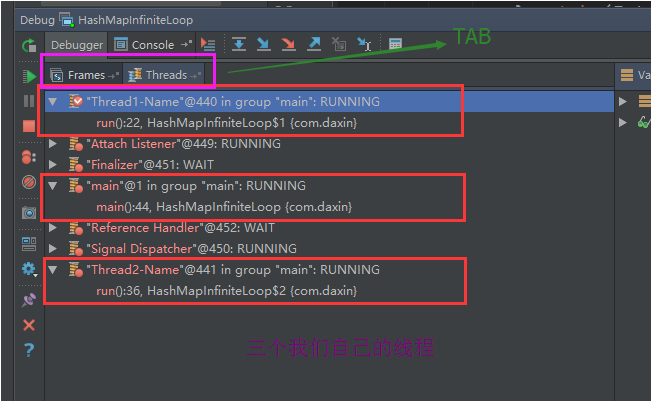 Debug HashMapInfiniteLoop
Debugger Console
TAB
Frames Threads
Va
"Thread1-Name"@440 in group "main": RUNNING
run():22, HashMapInfiniteLoop$1 {com.daxin}
"Attach Listener"@449: RUNNING
"Finalizer"@451: WAIT
"main"@1 in group "main": RUNNING
main():44, HashMapInfiniteLoop {com.daxin}
"Reference Handler"@452: WAIT
"Signal Dispatcher"@450: RUNNING
"Thread2-Name"@441 in group "main": RUNNING
run():36, HashMapInfiniteLoop$2 {com.daxin}
三个我们自己的线程